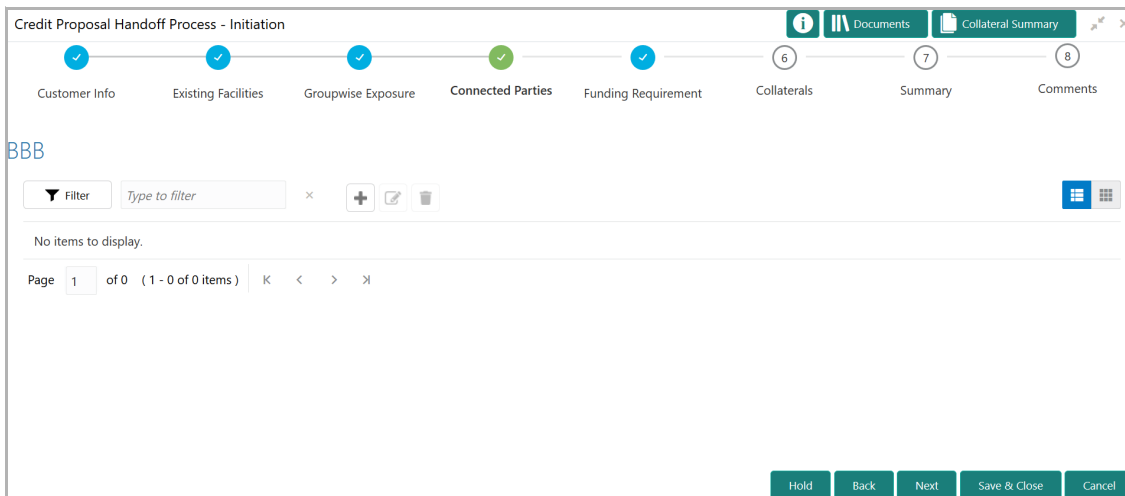 Credit Proposal Handoff Process - Initiation
i Documents Collateral Summary
6 7 8
Customer Info Existing Facilities Groupwise Exposure Connected Parties Funding Requirement Collaterals Summary Comments
BBB
Filter Type to filter
No items to display.
Page 1 of 0 ( 1 - 0 of 0 items )
Hold Back Next Save & Close Cancel